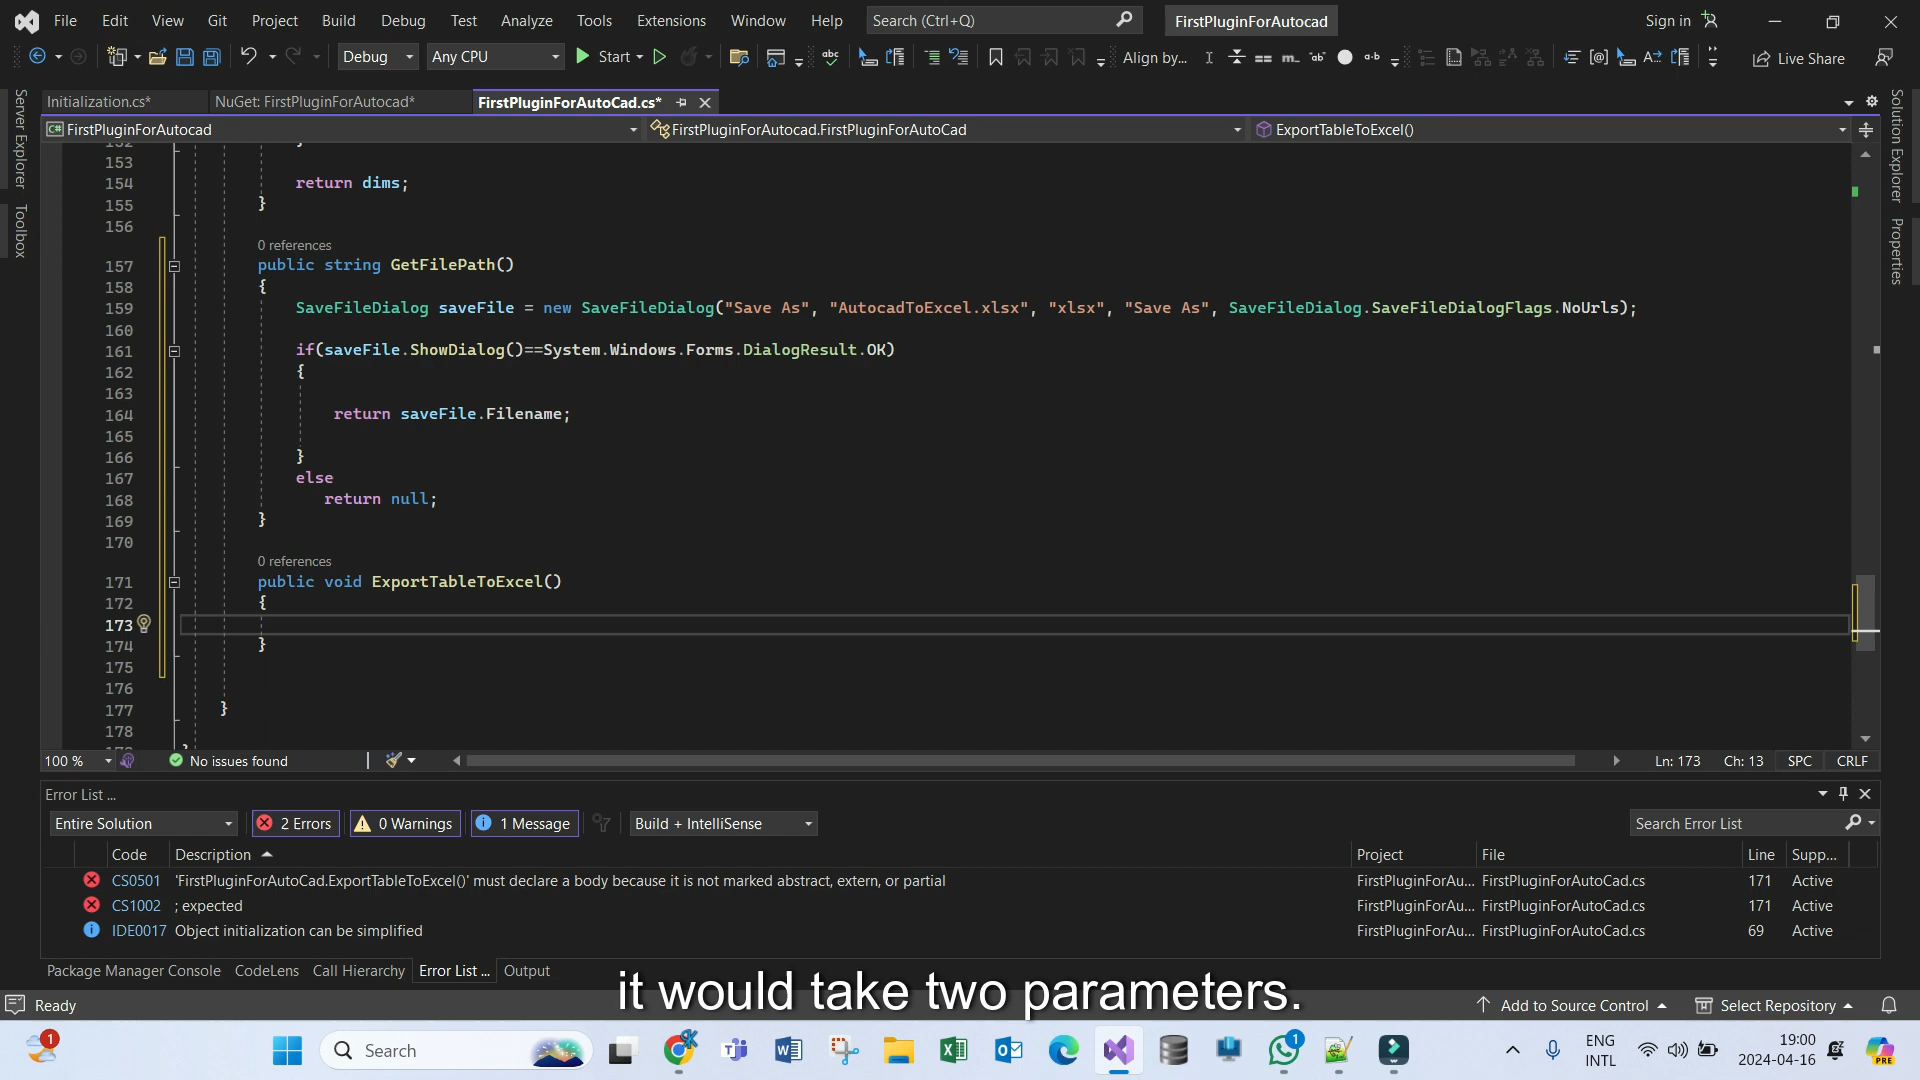 File Edit View Git Project Build Debug Test Analyze Tools Extensions Window Help Search (Ctrl+Q) FirstPluginForAutocad Sign in
Debug Any CPU Start Align by... Live Share
Server Explorer
Toolbox
Solution Explorer
Properties
Initialization.cs* NuGet: FirstPluginForAutocad* FirstPluginForAutoCad.cs*
C# FirstPluginForAutocad FirstPluginForAutocad.FirstPluginForAutoCad ExportTableToExcel()
153
154 return dims;
155 }
156
0 references
157 public string GetFilePath()
158 {
159 SaveFileDialog saveFile = new SaveFileDialog("Save As", "AutocadToExcel.xlsx", "xlsx", "Save As", SaveFileDialog.SaveFileDialogFlags.NoUrls);
160
161 if(saveFile.ShowDialog()==System.Windows.Forms.DialogResult.OK)
162 {
163
164 return saveFile.Filename;
165
166 }
167 else
168 return null;
169 }
170
0 references
171 public void ExportTableToExcel()
172 {
173
174 }
175
176
177 }
178
100 % No issues found Ln: 173 Ch: 13 SPC CRLF
Error List ...
Entire Solution 2 Errors 0 Warnings 1 Message Build + IntelliSense Search Error List
Code Description Project File Line Supp...
CS0501 'FirstPluginForAutoCad.ExportTableToExcel()' must declare a body because it is not marked abstract, extern, or partial FirstPluginForAu... FirstPluginForAutoCad.cs 171 Active
CS1002 ; expected FirstPluginForAu... FirstPluginForAutoCad.cs 171 Active
IDE0017 Object initialization can be simplified FirstPluginForAu... FirstPluginForAutoCad.cs 69 Active
Package Manager Console CodeLens Call Hierarchy Error List ... Output
it would take two parameters.
Ready Add to Source Control Select Repository
1 Search 1 ENG INTL 19:00 2024-04-16 PRE